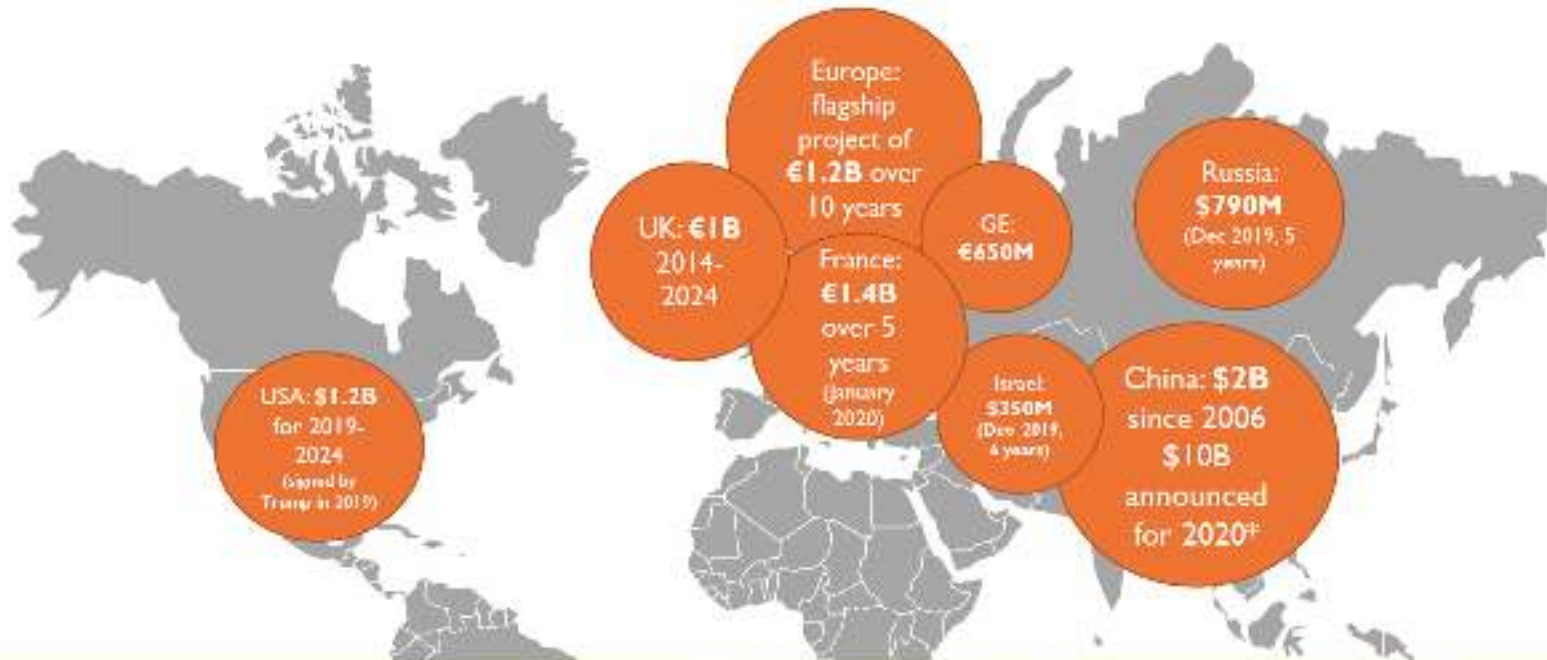 Europe:
flagship
project of
€1.2B over
10 years
UK: €1B
2014-
2024
GE:
€650M
Russia:
$790M
(Dec 2019, 5
years)
France:
€1.4B
over 5
years
(January
2020)
USA: $1.2B
for 2019-
2024
(signed by
Trump in 2019)
Israel:
$350M
(Dec 2019,
6 years)
China: $2B
since 2006
$10B
announced
for 2020*